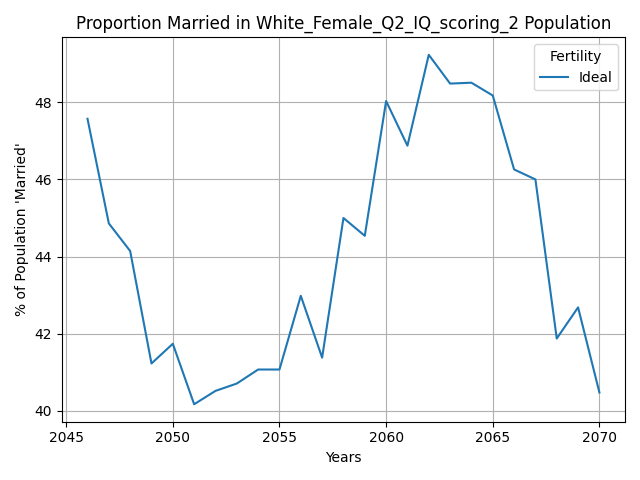 Proportion Married in White_Female_Q2_IQ_scoring_2 Population
Fertility
Ideal
% of Population 'Married'
48
46
44
42
40
2045 2050 2055 2060 2065 2070
Years